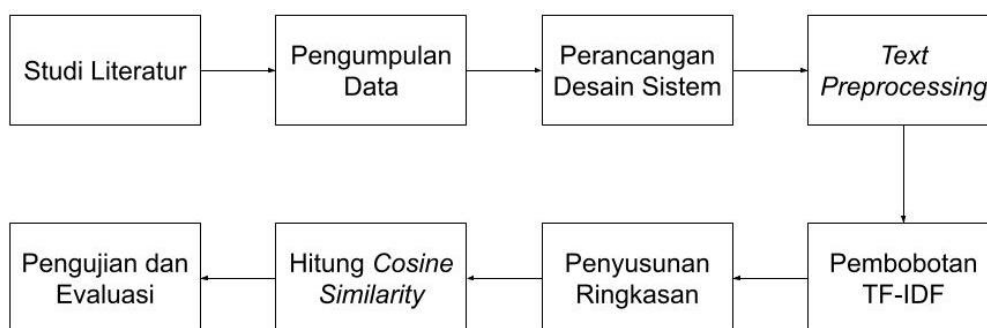 Studi Literatur
Pengumpulan
Data
Perancangan
Desain Sistem
Text
Preprocessing
Pembobotan
TF-IDF
Penyusunan
Ringkasan
Hitung Cosine
Similarity
Pengujian dan
Evaluasi